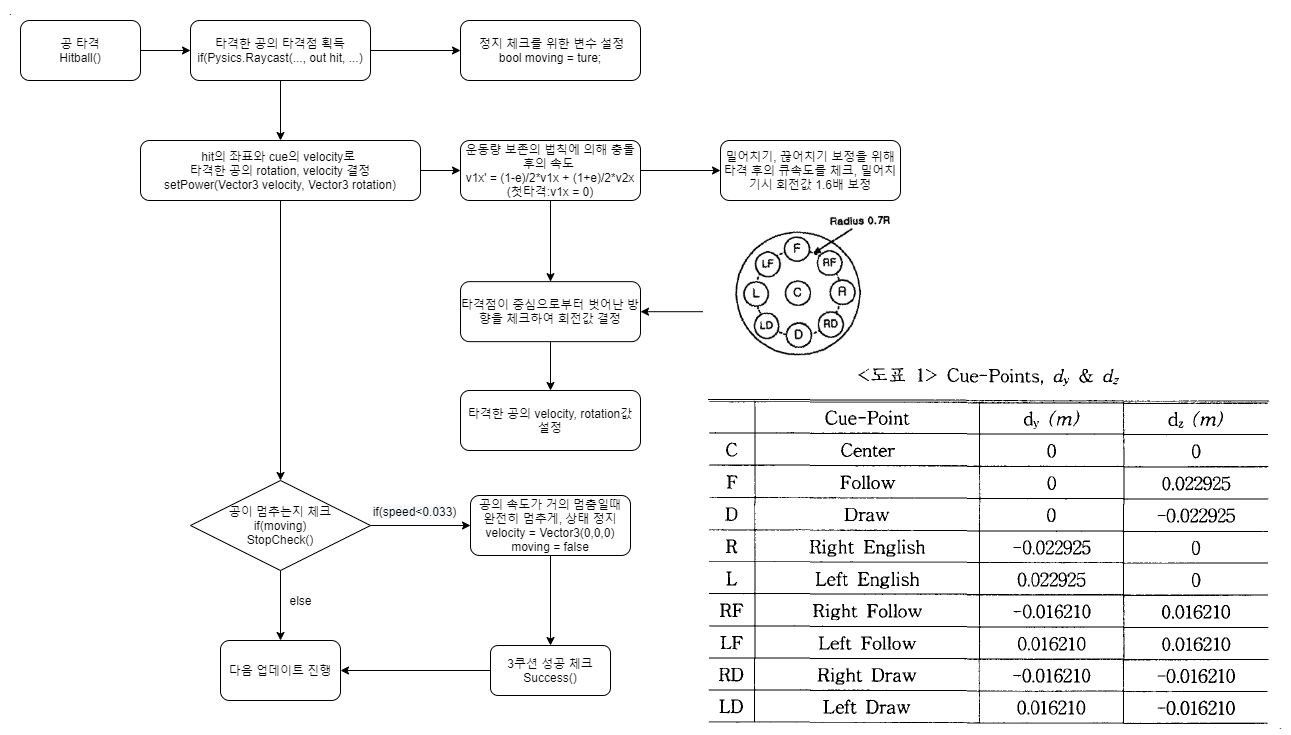 공 타격
Hitball()
타격한 공의 타격점 획득
if(Pysics.Raycast(..., out hit, ...)
정지 체크를 위한 변수 설정
bool moving = ture;
hit의 좌표와 cue의 velocity로
타격한 공의 rotation, velocity 결정
setPower(Vector3 velocity, Vector3 rotation)
운동량 보존의 법칙에 의해 충돌
후의 속도
v1x' = (1-e)/2*v1x + (1+e)/2*v2x
(첫타격:v1x = 0)
밀어치기, 끊어치기 보정을 위해
타격 후의 큐속도를 체크, 밀어치
기시 회전값 1.6배 보정
Radius 0.7R
F
LF
RF
L
C
R
LD
RD
D
타격점이 중심으로부터 벗어난 방
향을 체크하여 회전값 결정
타격한 공의 velocity, rotation값
설정
공이 멈추는지 체크
if(moving)
StopCheck()
if(speed<0.033)
공의 속도가 거의 멈춤일때
완전히 멈추게, 상태 정지
velocity = Vector3(0,0,0)
moving = false
else
다음 업데이트 진행
3쿠션 성공 체크
Success()
<도표 1> Cue-Points, dy & dz
Cue-Point dy (m) dz (m)
C Center 0 0
F Follow 0 0.022925
D Draw 0 -0.022925
R Right English -0.022925 0
L Left English 0.022925 0
RF Right Follow -0.016210 0.016210
LF Left Follow 0.016210 0.016210
RD Right Draw -0.016210 -0.016210
LD Left Draw 0.016210 -0.016210